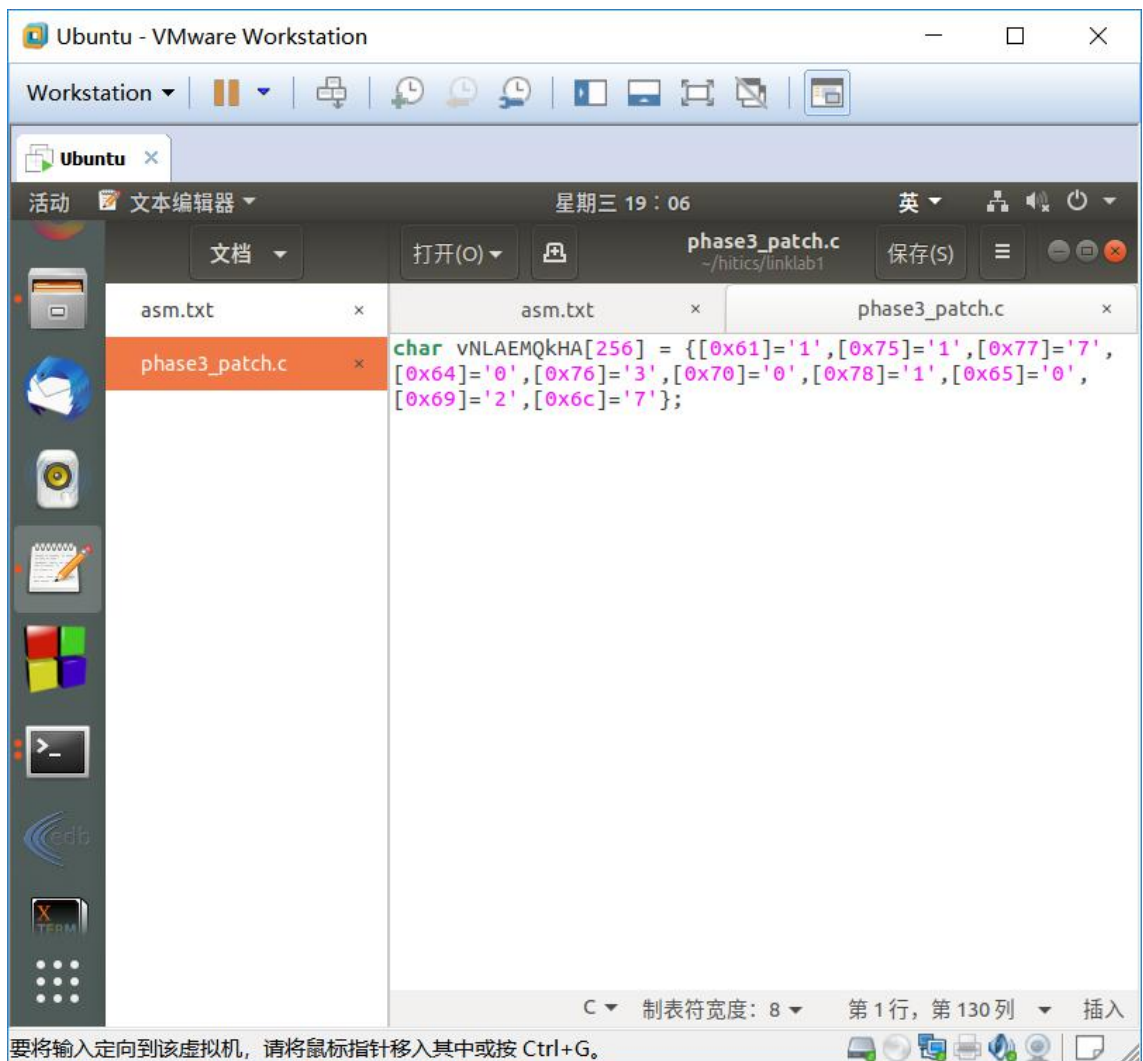 Ubuntu - VMware Workstation
Workstation
Ubuntu
活动 文本编辑器 星期三 19：06 英
文档 打开(O) phase3_patch.c 保存(S)
~/hitics/linklab1
asm.txt asm.txt phase3_patch.c
phase3_patch.c
char vNLAEMQkHA[256] = {[0x61]='1',[0x75]='1',[0x77]='7',
[0x64]='0',[0x76]='3',[0x70]='0',[0x78]='1',[0x65]='0',
[0x69]='2',[0x6c]='7'};
>_
edb
X
TERM
C 制表符宽度：8 第 1 行，第 130 列 插入
要将输入定向到该虚拟机，请将鼠标指针移入其中或按 Ctrl+G。